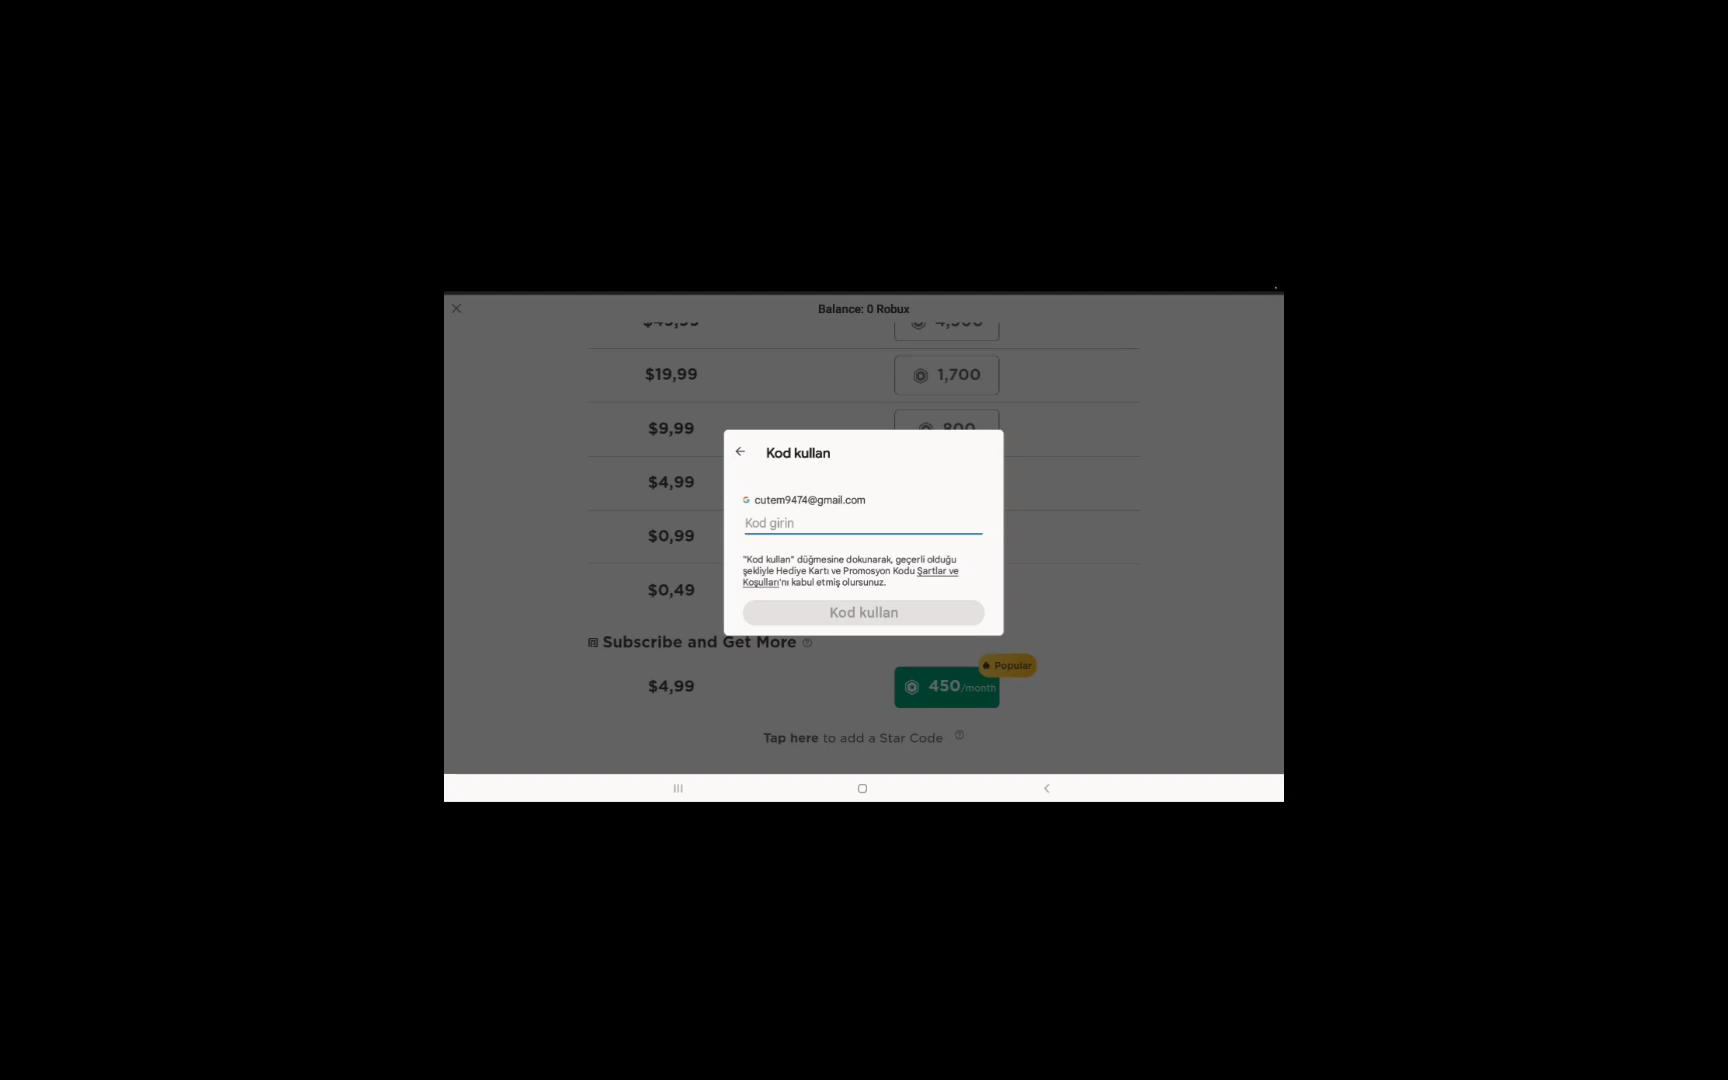 Balance: 0 Robux
$19,99
1,700
$9,99
800
$4,99
$0,99
$0,49
Kod kullan
cutem9474@gmail.com
Kod girin
"Kod kullan" düğmesine dokunarak, geçerli olduğu
şekliyle Hediye Kartı ve Promosyon Kodu Şartlar ve
Koşulları'nı kabul etmiş olursunuz.
Kod kullan
Subscribe and Get More
Popular
$4,99
450/month
Tap here to add a Star Code